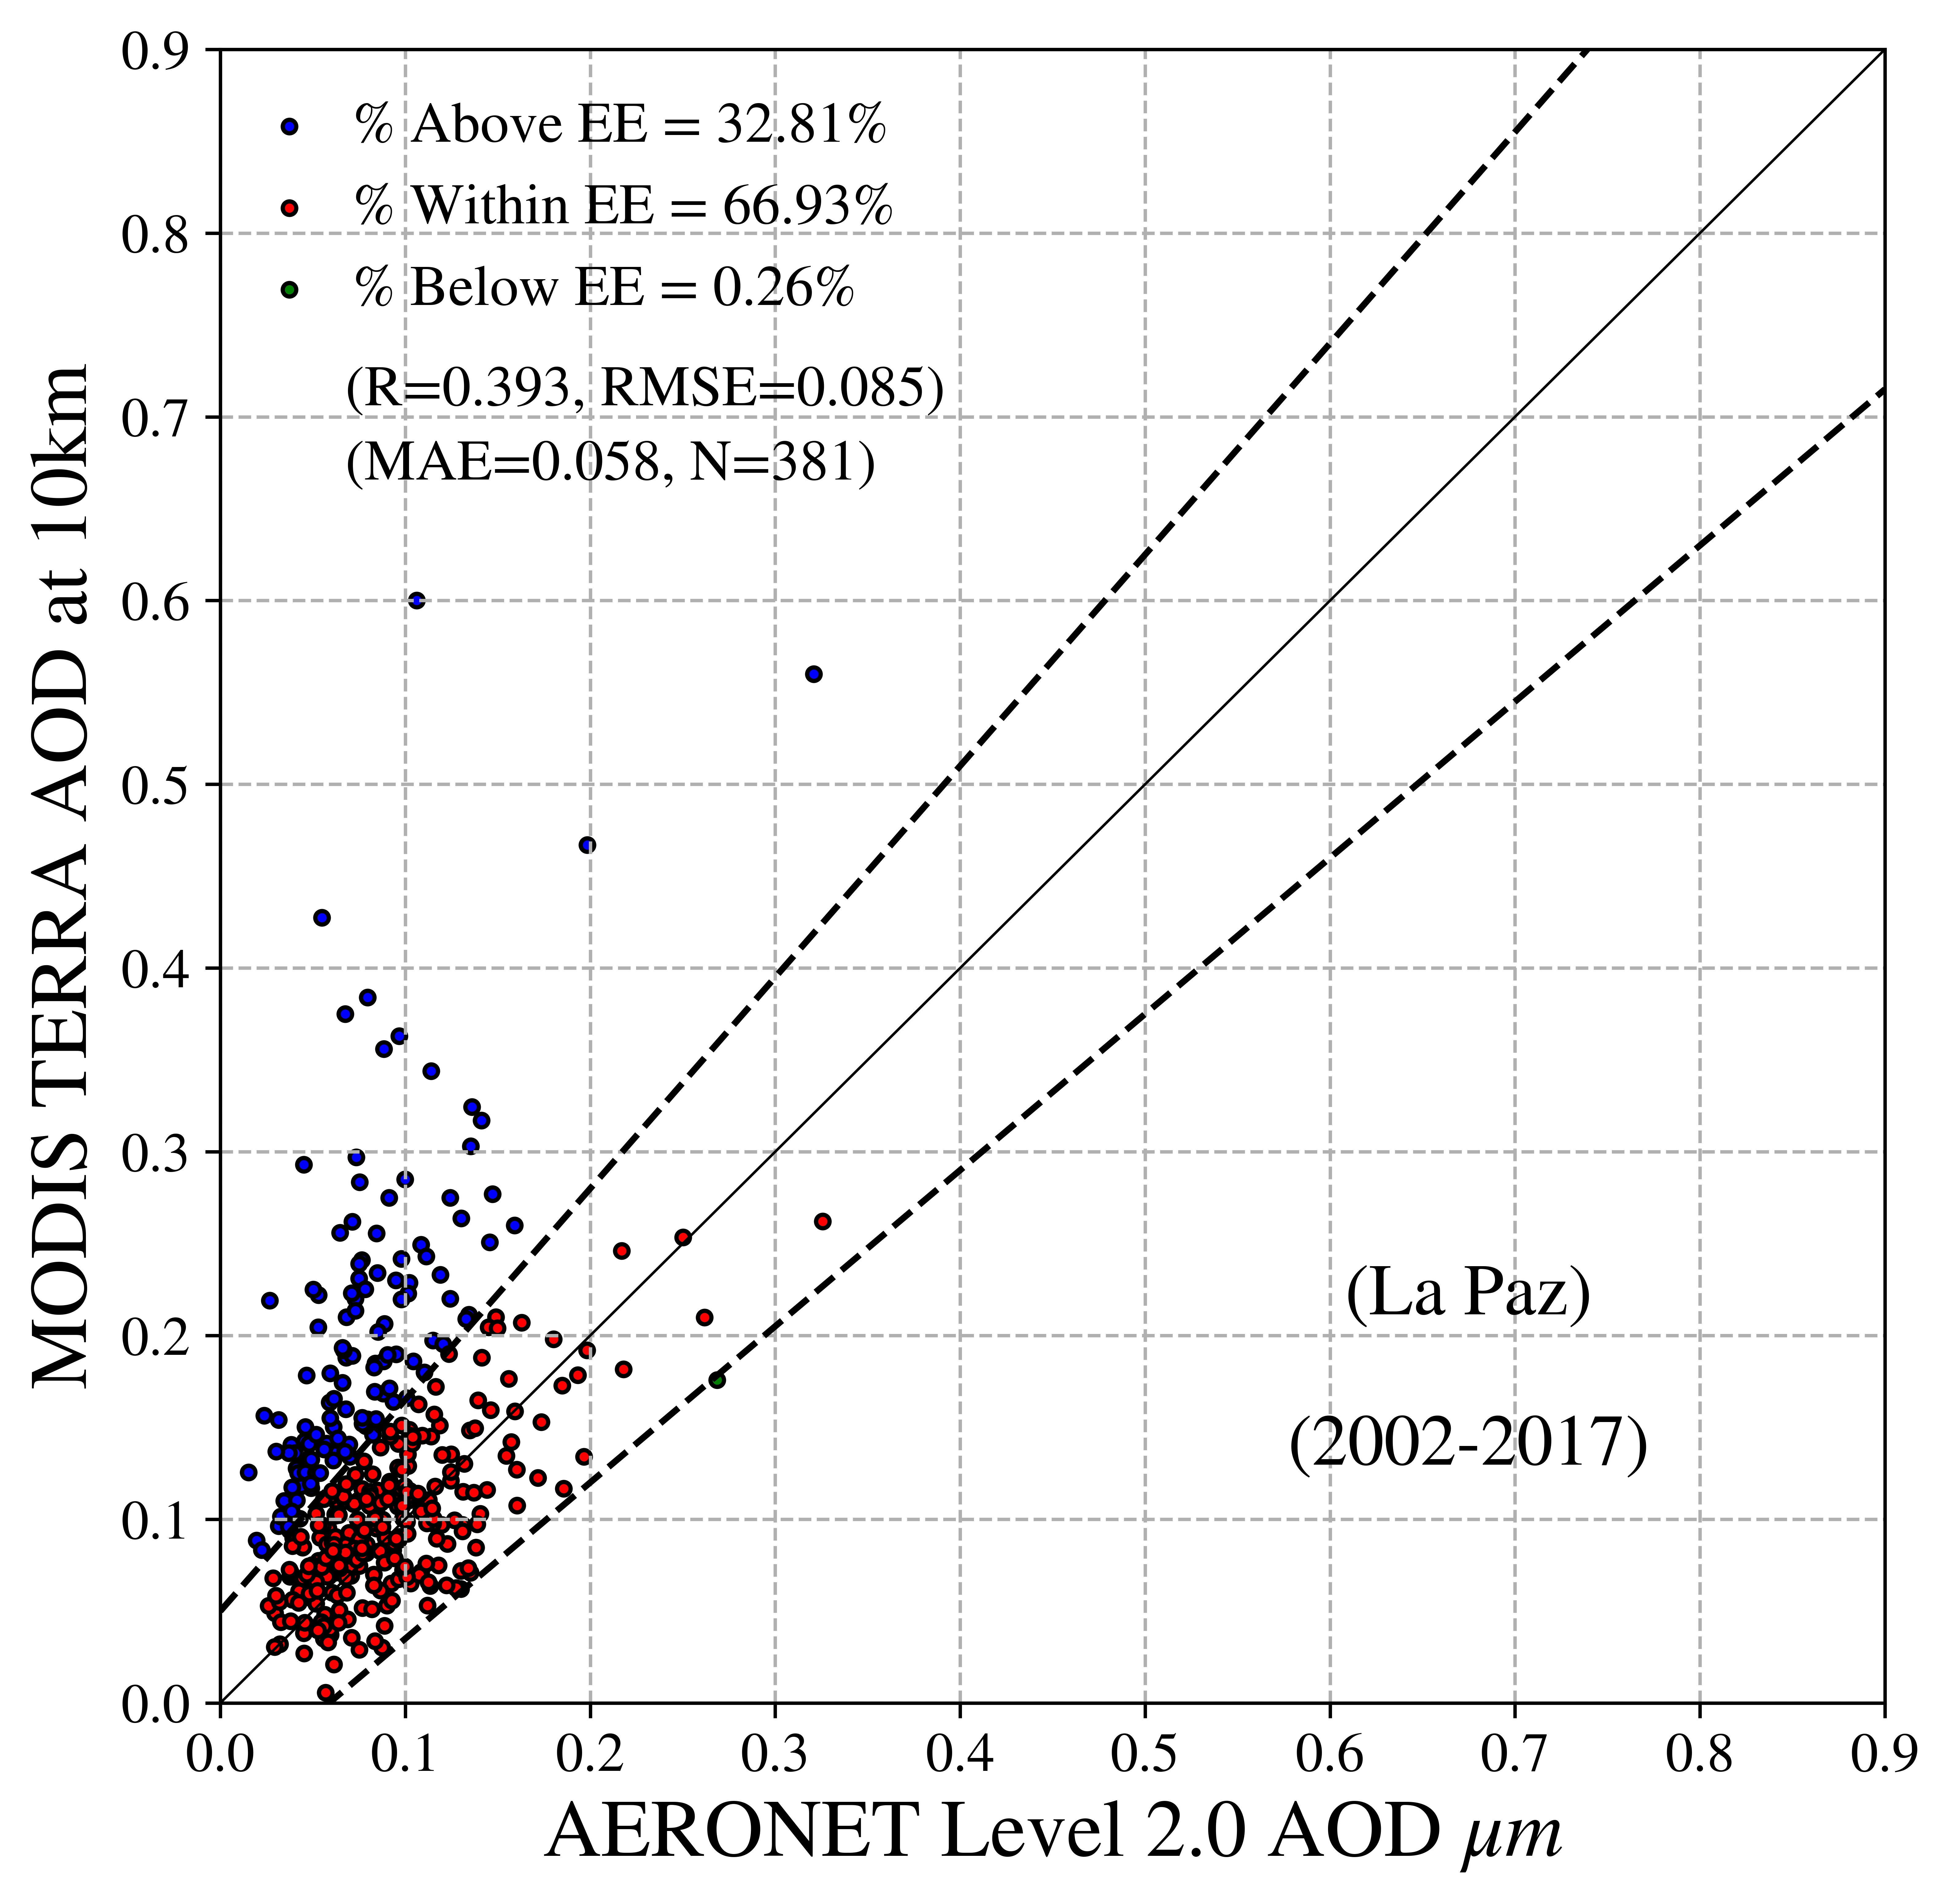 % Above EE = 32.81%
% Within EE = 66.93%
% Below EE = 0.26%
(R=0.393, RMSE=0.085)
(MAE=0.058, N=381)
(La Paz)
(2002-2017)
MODIS TERRA AOD at 10km
0.9
0.8
0.7
0.6
0.5
0.4
0.3
0.2
0.1
0.0
0.0 0.1 0.2 0.3 0.4 0.5 0.6 0.7 0.8 0.9
AERONET Level 2.0 AOD μm